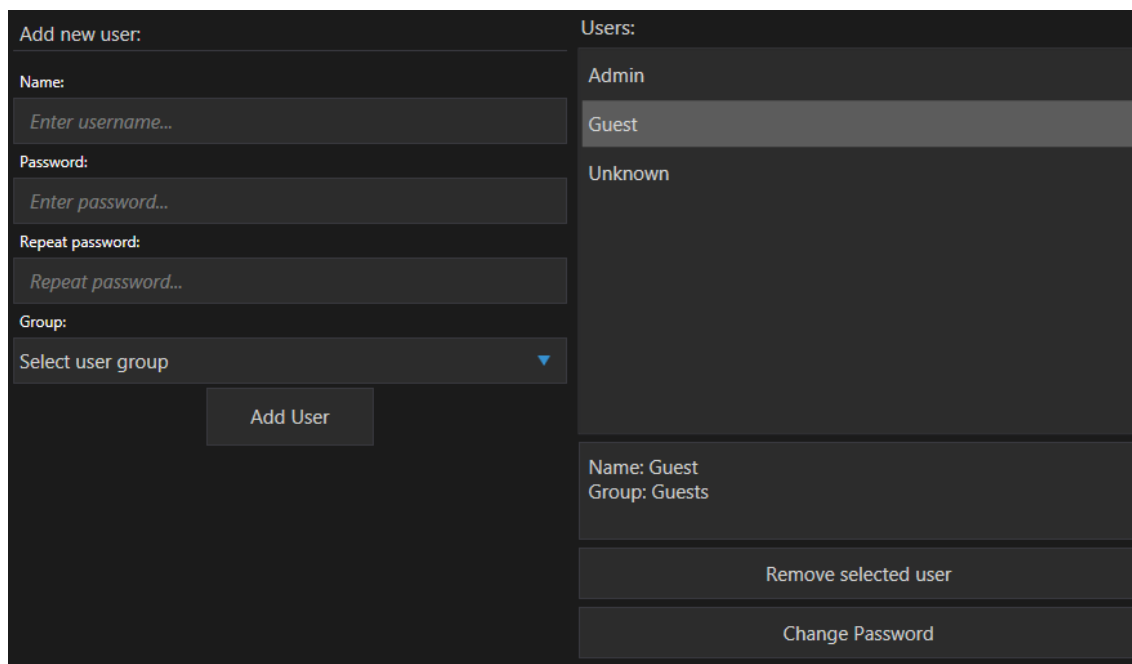 Add new user:
Name:
Enter username...
Password:
Enter password...
Repeat password:
Repeat password...
Group:
Select user group
Add User
Users:
Admin
Guest
Unknown
Name: Guest
Group: Guests
Remove selected user
Change Password